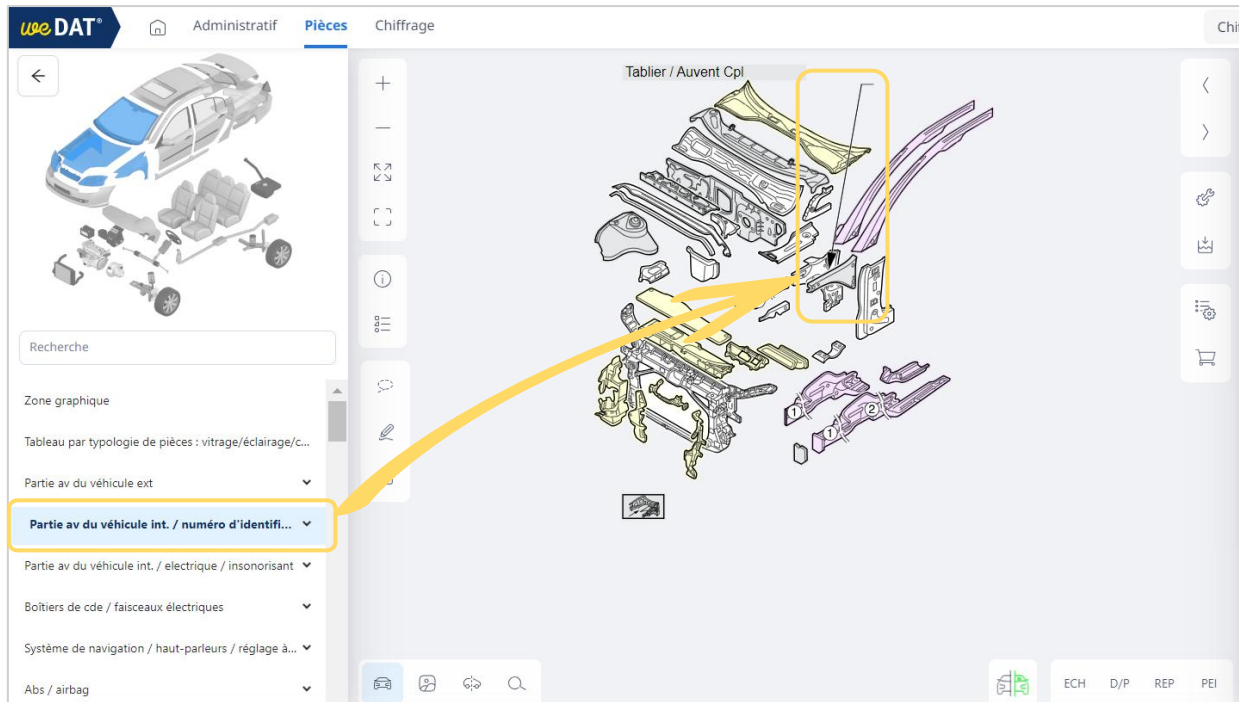 weDAT®
Administratif
Pièces
Chiffrage
Chi
Tablier / Auvent Cpl
Recherche
Zone graphique
Tableau par typologie de pièces : vitrage/éclairage/c...
Partie av du véhicule ext
Partie av du véhicule int. / numéro d'identifi...
Partie av du véhicule int. / electrique / insonorisant
Boîtiers de cde / faisceaux électriques
Système de navigation / haut-parleurs / réglage à...
Abs / airbag
1
2
1
ECH
D/P
REP
PEI